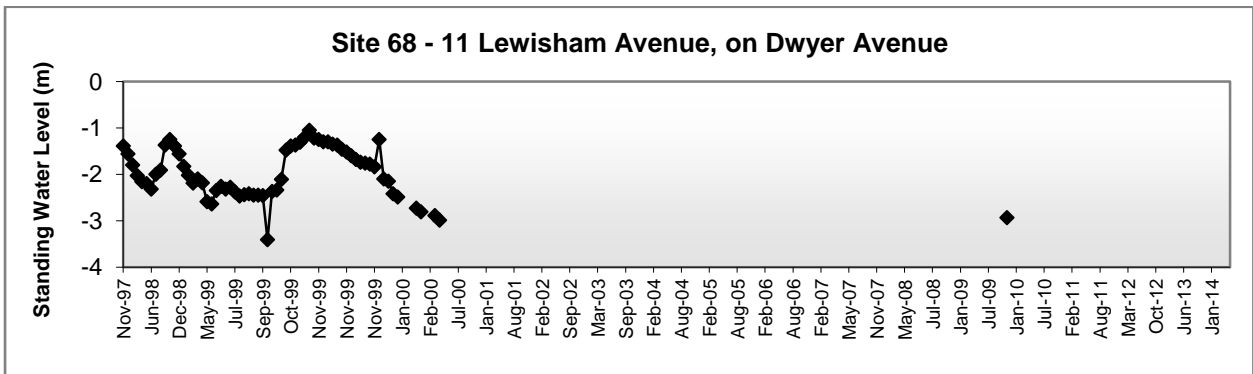 Site 68 - 11 Lewisham Avenue, on Dwyer Avenue
Standing Water Level (m)
0
-1
-2
-3
-4
Nov-97
Jun-98
Dec-98
May-99
Jul-99
Sep-99
Oct-99
Nov-99
Nov-99
Nov-99
Jan-00
Feb-00
Jul-00
Jan-01
Aug-01
Feb-02
Sep-02
Mar-03
Sep-03
Feb-04
Aug-04
Feb-05
Aug-05
Feb-06
Aug-06
May-07
Nov-07
May-08
Jul-08
Jan-09
Jul-09
Jan-10
Jul-10
Feb-11
Aug-11
Mar-12
Oct-12
Jun-13
Jan-14